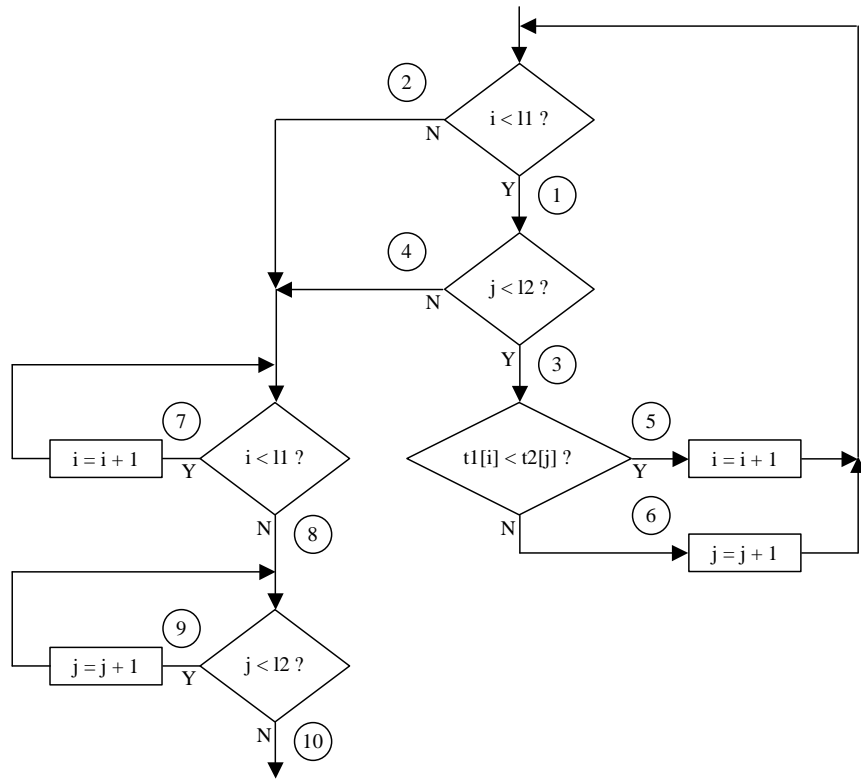 2
i < l1 ?
N
Y
1
4
j < l2 ?
N
Y
3
7
i = i + 1
Y
i < l1 ?
t1[i] < t2[j] ?
5
Y
i = i + 1
N
8
N
6
j = j + 1
9
j = j + 1
Y
j < l2 ?
N
10